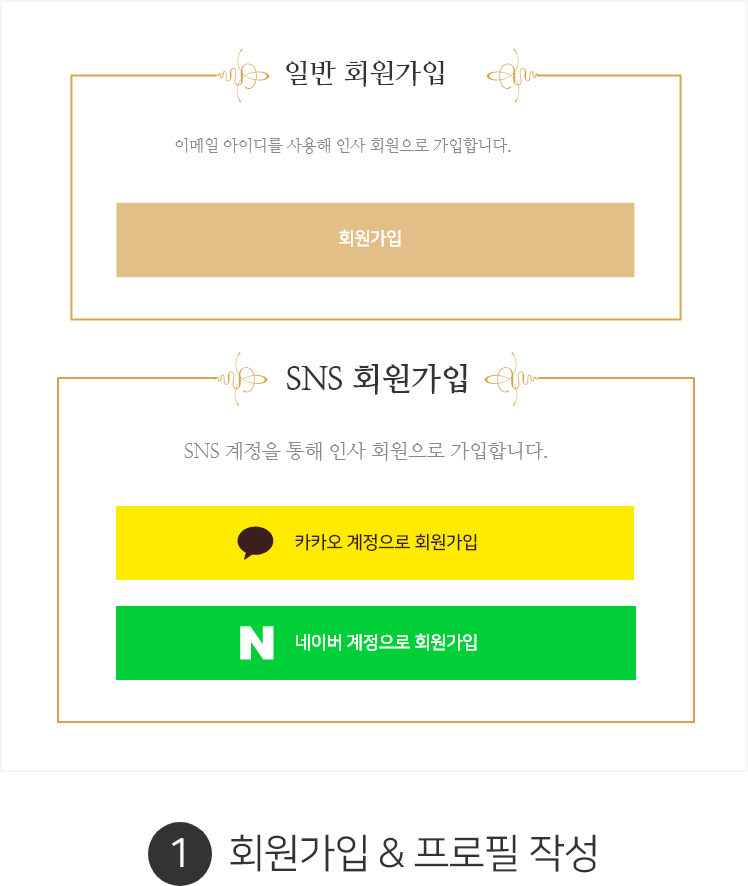 일반 회원가입
이메일 아이디를 사용해 인사 회원으로 가입합니다.
회원가입
SNS 회원가입
SNS 계정을 통해 인사 회원으로 가입합니다.
카카오 계정으로 회원가입
N 네이버 계정으로 회원가입
1 회원가입 & 프로필 작성